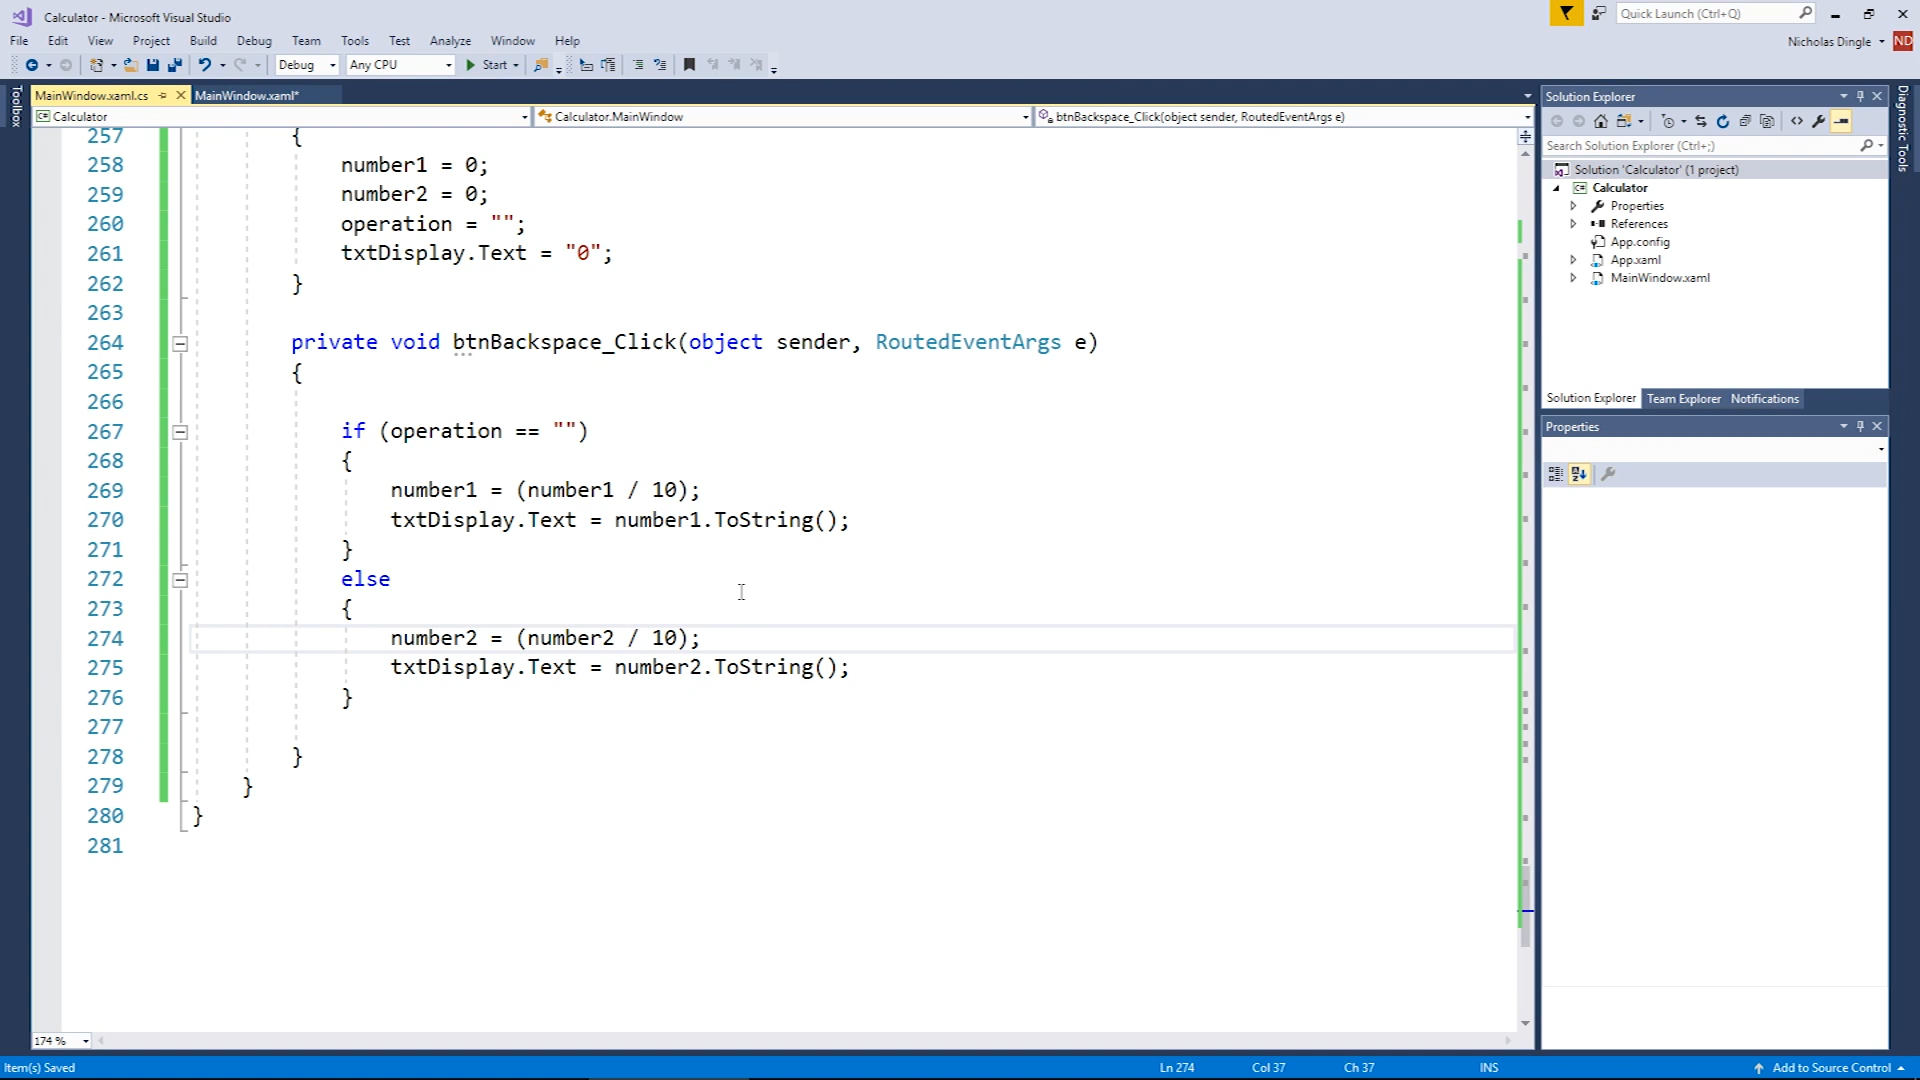 Calculator - Microsoft Visual Studio
Quick Launch (Ctrl+Q)
File Edit View Project Build Debug Team Tools Test Analyze Window Help
Nicholas Dingle ND
Debug Any CPU Start
Toolbox
MainWindow.xaml.cs MainWindow.xaml*
Calculator Calculator.MainWindow btnBackspace_Click(object sender, RoutedEventArgs e)
257 {
258 number1 = 0;
259 number2 = 0;
260 operation = "";
261 txtDisplay.Text = "0";
262 }
263
264 private void btnBackspace_Click(object sender, RoutedEventArgs e)
265 {
266
267 if (operation == "")
268 {
269 number1 = (number1 / 10);
270 txtDisplay.Text = number1.ToString();
271 }
272 else
273 {
274 number2 = (number2 / 10);
275 txtDisplay.Text = number2.ToString();
276 }
277
278 }
279 }
280 }
281
174 %
Solution Explorer
Search Solution Explorer (Ctrl+;)
Solution 'Calculator' (1 project)
C# Calculator
Properties
References
App.config
App.xaml
MainWindow.xaml
Solution Explorer Team Explorer Notifications
Properties
Diagnostic Tools
Item(s) Saved Ln 274 Col 37 Ch 37 INS Add to Source Control